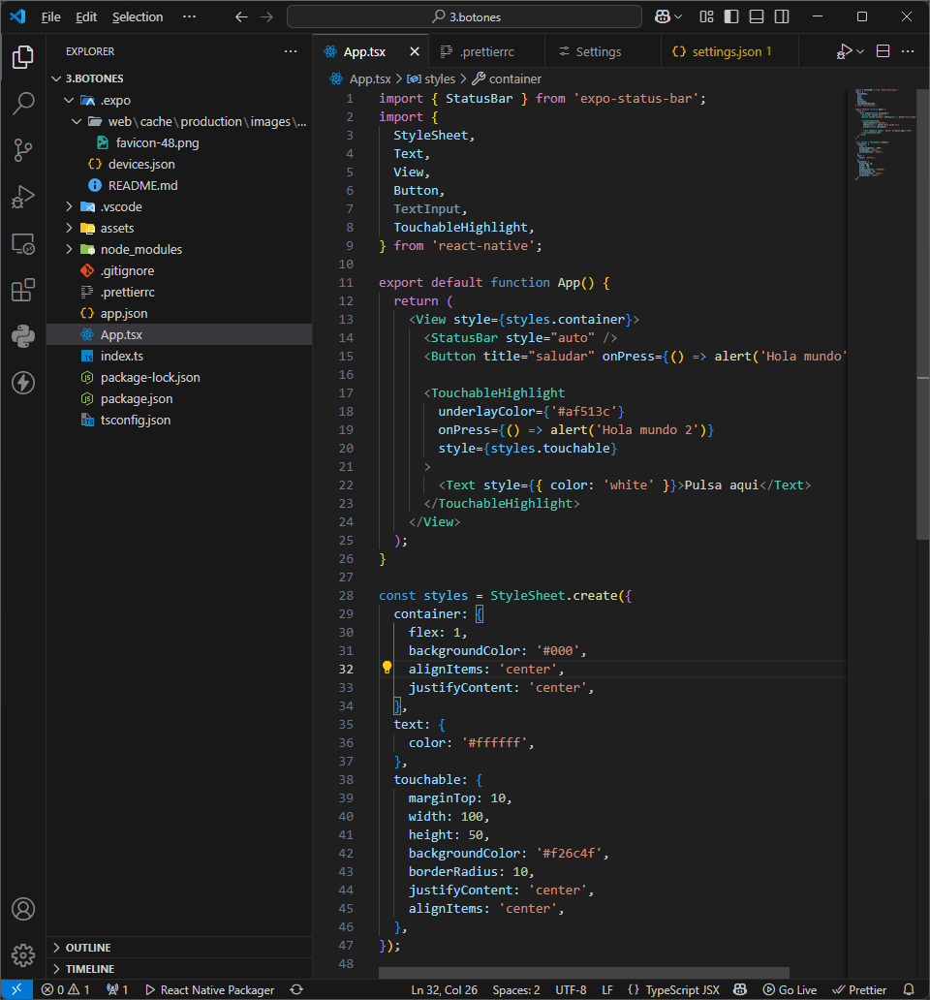 File Edit Selection ··· 3.botones
EXPLORER ···
3.BOTONES
.expo
web\cache\production\images\...
favicon-48.png
devices.json
README.md
.vscode
assets
node_modules
.gitignore
.prettierrc
app.json
App.tsx
index.ts
package-lock.json
package.json
tsconfig.json
OUTLINE
TIMELINE
App.tsx .prettierrc Settings settings.json 1
App.tsx > styles > container
1 import { StatusBar } from 'expo-status-bar';
2 import {
3 StyleSheet,
4 Text,
5 View,
6 Button,
7 TextInput,
8 TouchableHighlight,
9 } from 'react-native';
10
11 export default function App() {
12 return (
13 <View style={styles.container}>
14 <StatusBar style="auto" />
15 <Button title="saludar" onPress={() => alert('Hola mundo'
16
17 <TouchableHighlight
18 underlayColor={'#af513c'}
19 onPress={() => alert('Hola mundo 2')}
20 style={styles.touchable}
21 >
22 <Text style={{ color: 'white' }}>Pulsa aqui</Text>
23 </TouchableHighlight>
24 </View>
25 );
26 }
27
28 const styles = StyleSheet.create({
29 container: {
30 flex: 1,
31 backgroundColor: '#000',
32 alignItems: 'center',
33 justifyContent: 'center',
34 },
35 text: {
36 color: '#ffffff',
37 },
38 touchable: {
39 marginTop: 10,
40 width: 100,
41 height: 50,
42 backgroundColor: '#f26c4f',
43 borderRadius: 10,
44 justifyContent: 'center',
45 alignItems: 'center',
46 },
47 });
48
0 1 1 React Native Packager Ln 32, Col 26 Spaces: 2 UTF-8 LF {} TypeScript JSX Go Live Prettier